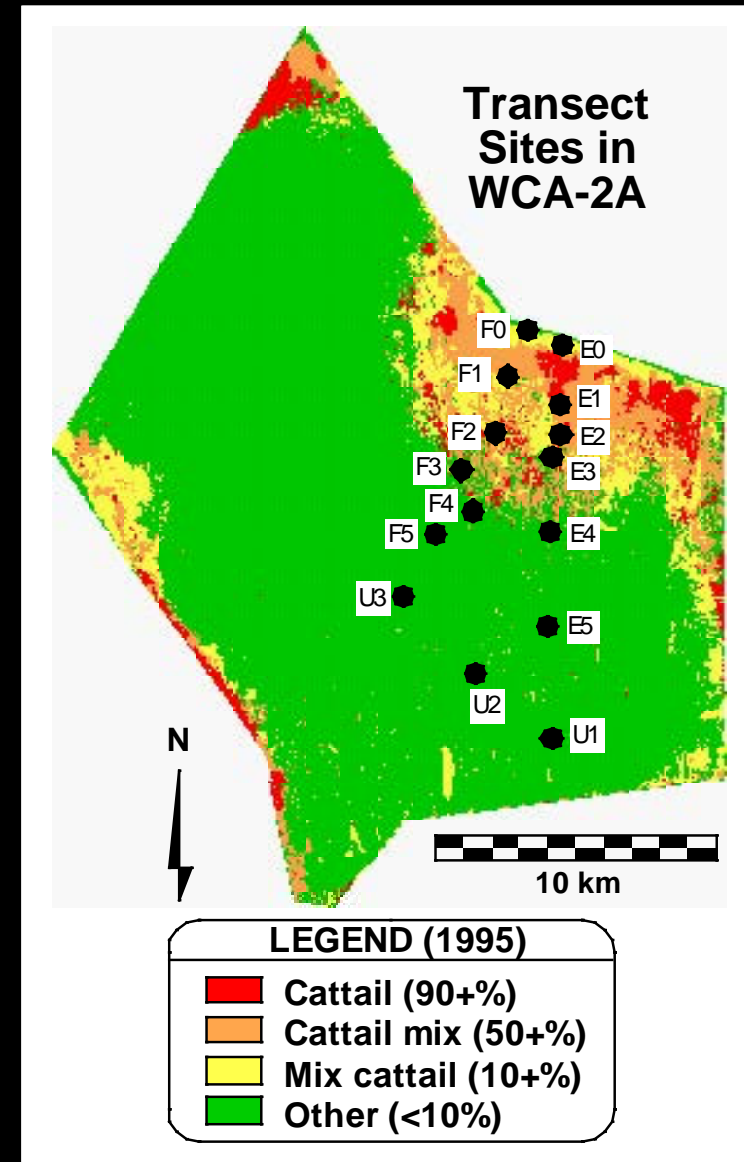 Transect
Sites in
WCA-2A
F0
E0
F1
E1
F2
E2
F3
E3
F4
F5
E4
U3
E5
U2
U1
N
10 km
LEGEND (1995)
Cattail (90+%)
Cattail mix (50+%)
Mix cattail (10+%)
Other (<10%)